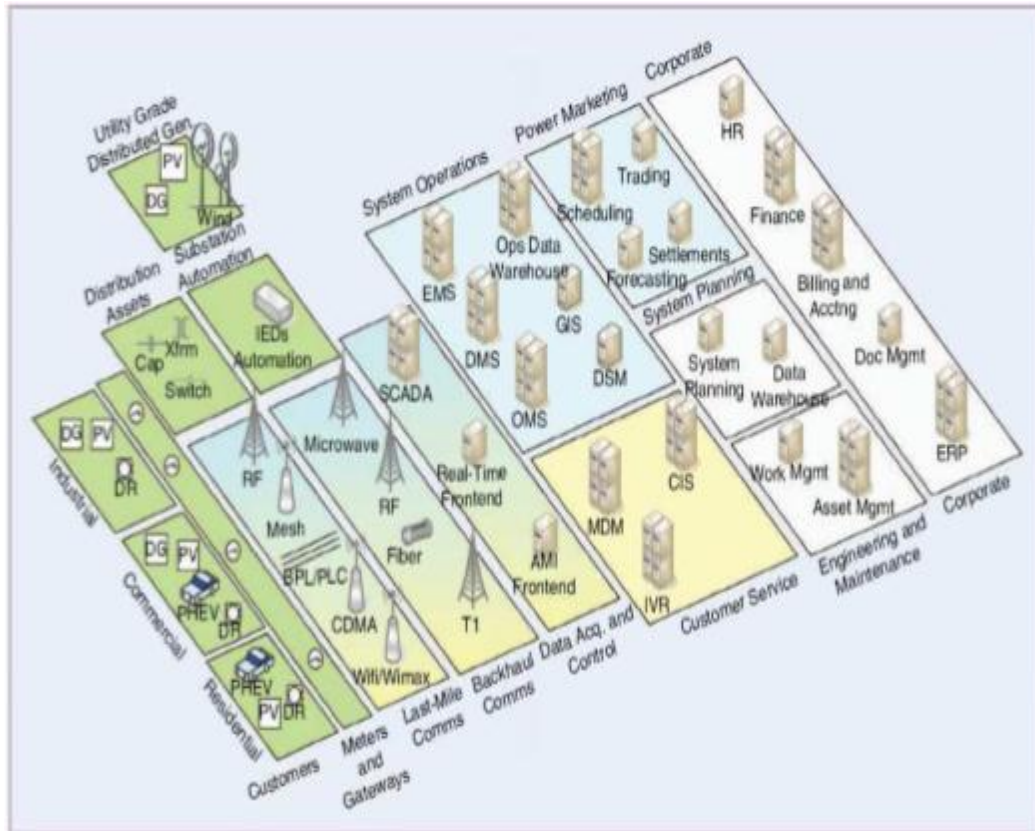 Utility Grade
Distributed Gen
PV
DG
Wind
Substation
Automation
IEDs
Automation
Distribution
Assets
Xfrm
Cap
Switch
DG
PV
DR
Industrial
DG
PV
PHEV
DR
Commercial
PHEV
PV
DR
Residential
Customers
Meters
and
Gateways
RF
Mesh
BPL/PLC
CDMA
Wifi/Wimax
Last-Mile
Comms
Microwave
RF
Fiber
T1
Backhaul
Comms
SCADA
Real-Time
Frontend
AMI
Frontend
Data Acq. and
Control
System Operations
EMS
Ops Data
Warehouse
DMS
GIS
OMS
DSM
Power Marketing
Scheduling
Trading
Forecasting
Settlements
System Planning
System
Planning
Data
Warehouse
MDM
CIS
IVR
Customer Service
Work Mgmt
Asset Mgmt
Engineering and
Maintenance
Corporate
HR
Finance
Billing and
Acctng
Doc Mgmt
ERP
Corporate